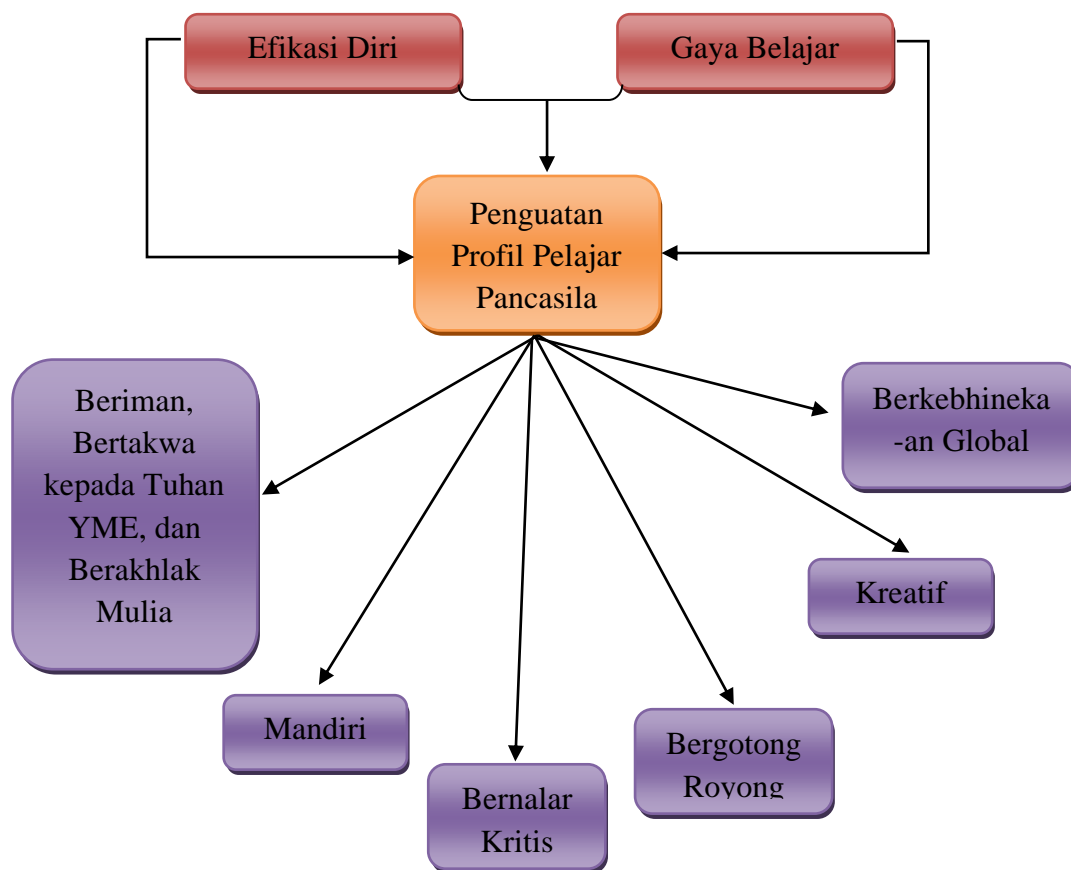 Efikasi Diri
Gaya Belajar
Penguatan
Profil Pelajar
Pancasila
Beriman,
Bertakwa
kepada Tuhan
YME, dan
Berakhlak
Mulia
Berkebhineka
-an Global
Kreatif
Mandiri
Bergotong
Royong
Bernalar
Kritis